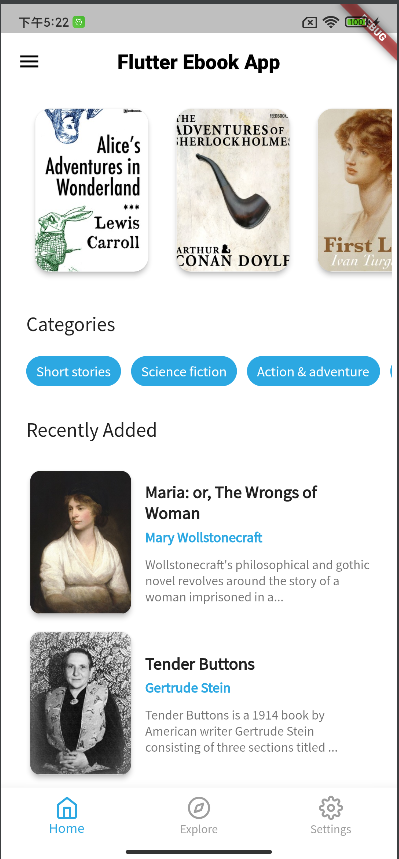 下午5:22
100
DEBUG
Flutter Ebook App
Alice's
Adventures in
Wonderland
***
Lewis
Carroll
THE
ADVENTURES OF
SHERLOCK HOLMES
ARTHUR
CONAN DOYLE
First L
Ivan Turg
Categories
Short stories
Science fiction
Action & adventure
Recently Added
Maria: or, The Wrongs of
Woman
Mary Wollstonecraft
Wollstonecraft's philosophical and gothic
novel revolves around the story of a
woman imprisoned in a...
Tender Buttons
Gertrude Stein
Tender Buttons is a 1914 book by
American writer Gertrude Stein
consisting of three sections titled ...
Home
Explore
Settings